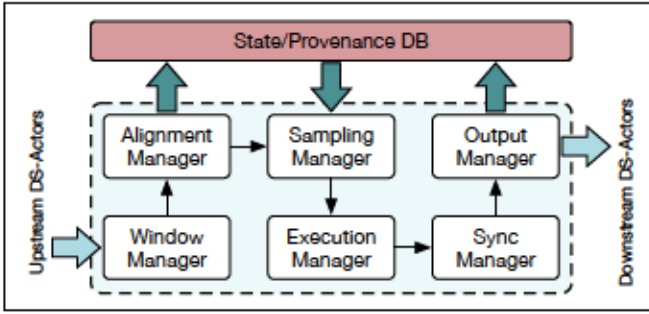 State/Provenance DB
Upstream DS-Actors
Alignment
Manager
Sampling
Manager
Output
Manager
Window
Manager
Execution
Manager
Sync
Manager
Downstream DS-Actors